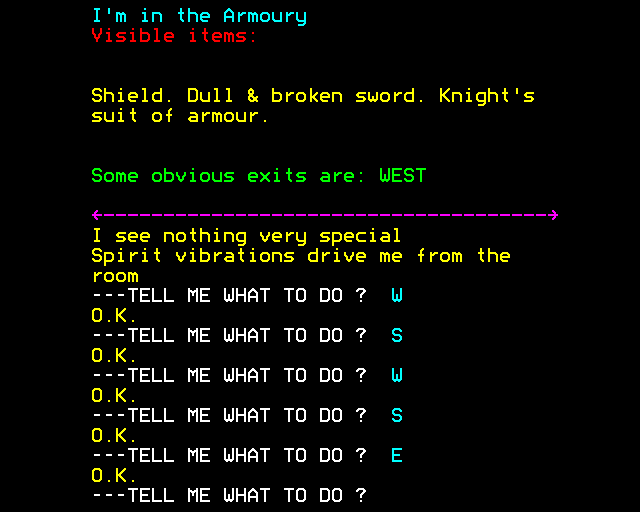 I'm in the Armoury
Visible items:
Shield. Dull & broken sword. Knight's
suit of armour.
Some obvious exits are: WEST
I see nothing very special
Spirit vibrations drive me from the
room
---TELL ME WHAT TO DO ?  W
O.K.
---TELL ME WHAT TO DO ?  S
O.K.
---TELL ME WHAT TO DO ?  W
O.K.
---TELL ME WHAT TO DO ?  S
O.K.
---TELL ME WHAT TO DO ?  E
O.K.
---TELL ME WHAT TO DO ?